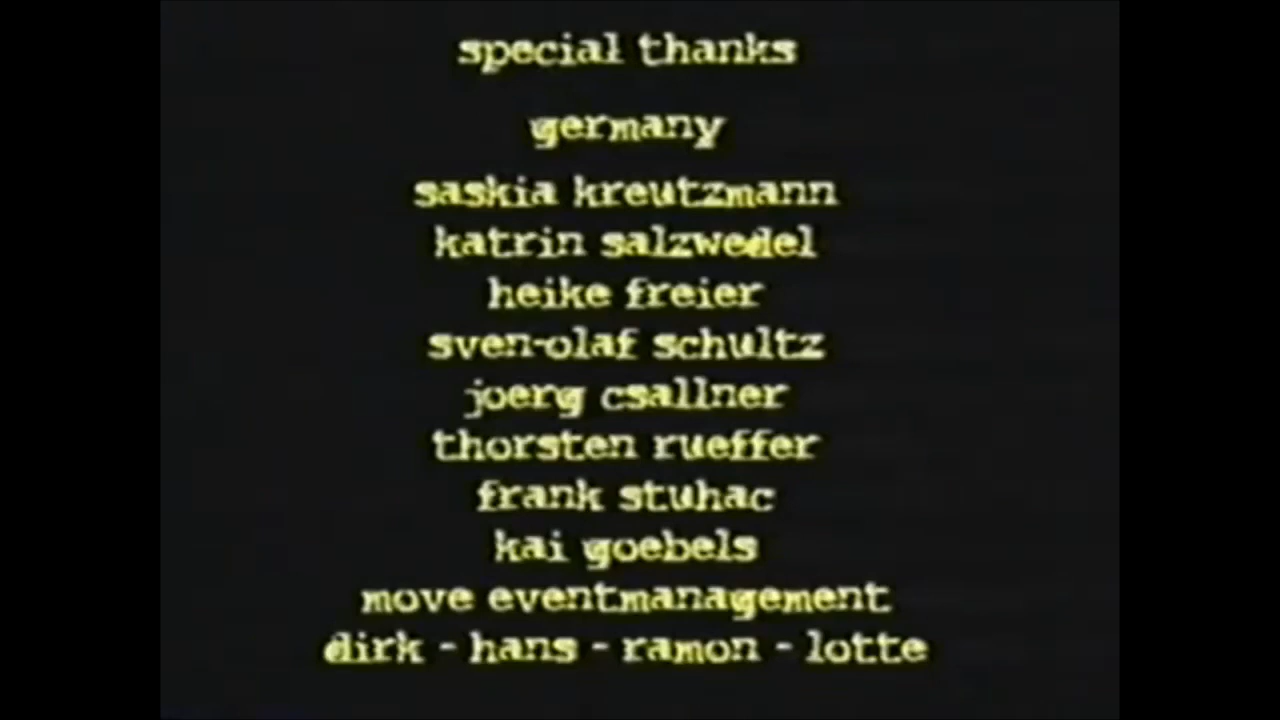 special thanks
germany
saskia kreutzmann
katrin salzwedel
heike freier
sven-olaf schultz
joerg csallner
thorsten rueffer
frank stuhac
kai goebels
move eventmanagement
dirk - hans - ramon - lotte